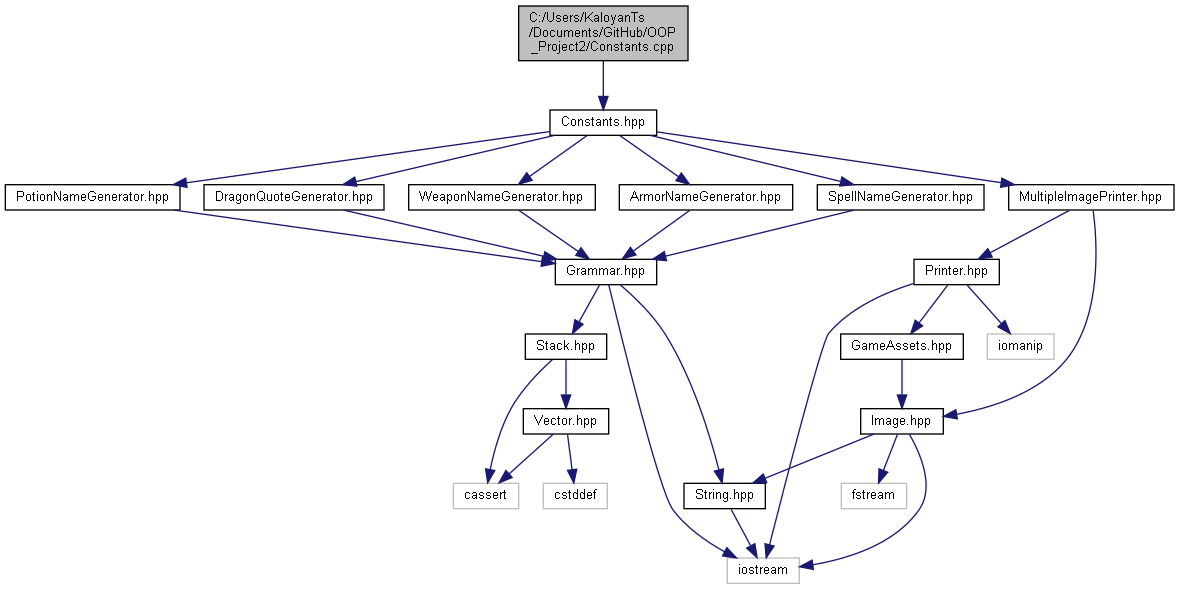 C:/Users/KaloyanTs
/Documents/GitHub/OOP
_Project2/Constants.cpp
Constants.hpp
PotionNameGenerator.hpp
DragonQuoteGenerator.hpp
WeaponNameGenerator.hpp
ArmorNameGenerator.hpp
SpellNameGenerator.hpp
MultipleImagePrinter.hpp
Grammar.hpp
Printer.hpp
Stack.hpp
GameAssets.hpp
iomanip
Vector.hpp
Image.hpp
cassert
cstddef
String.hpp
fstream
iostream